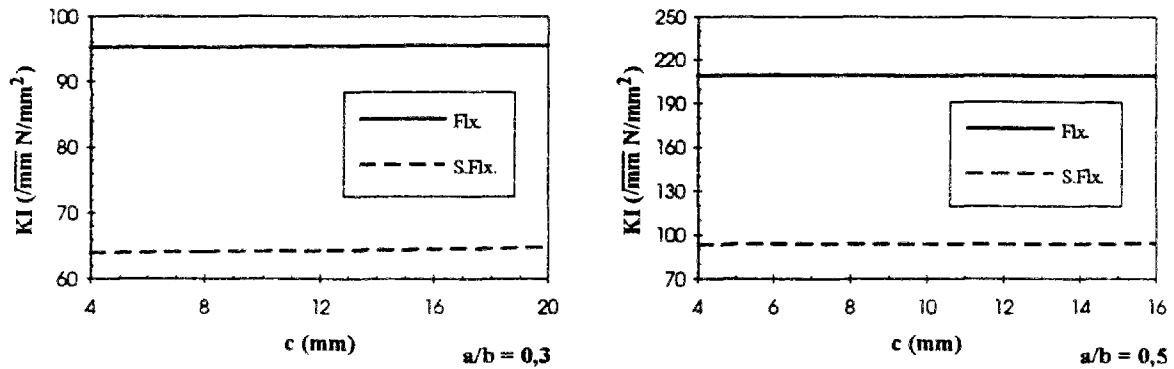 100
90
80
70
60
KI (/mm N/mm²)
Flx.
S.Flx.
4
8
12
16
20
c (mm)
a/b = 0,3
250
220
190
160
130
100
70
KI (/mm N/mm²)
Flx.
S.Flx.
4
6
8
10
12
14
16
c (mm)
a/b = 0,5